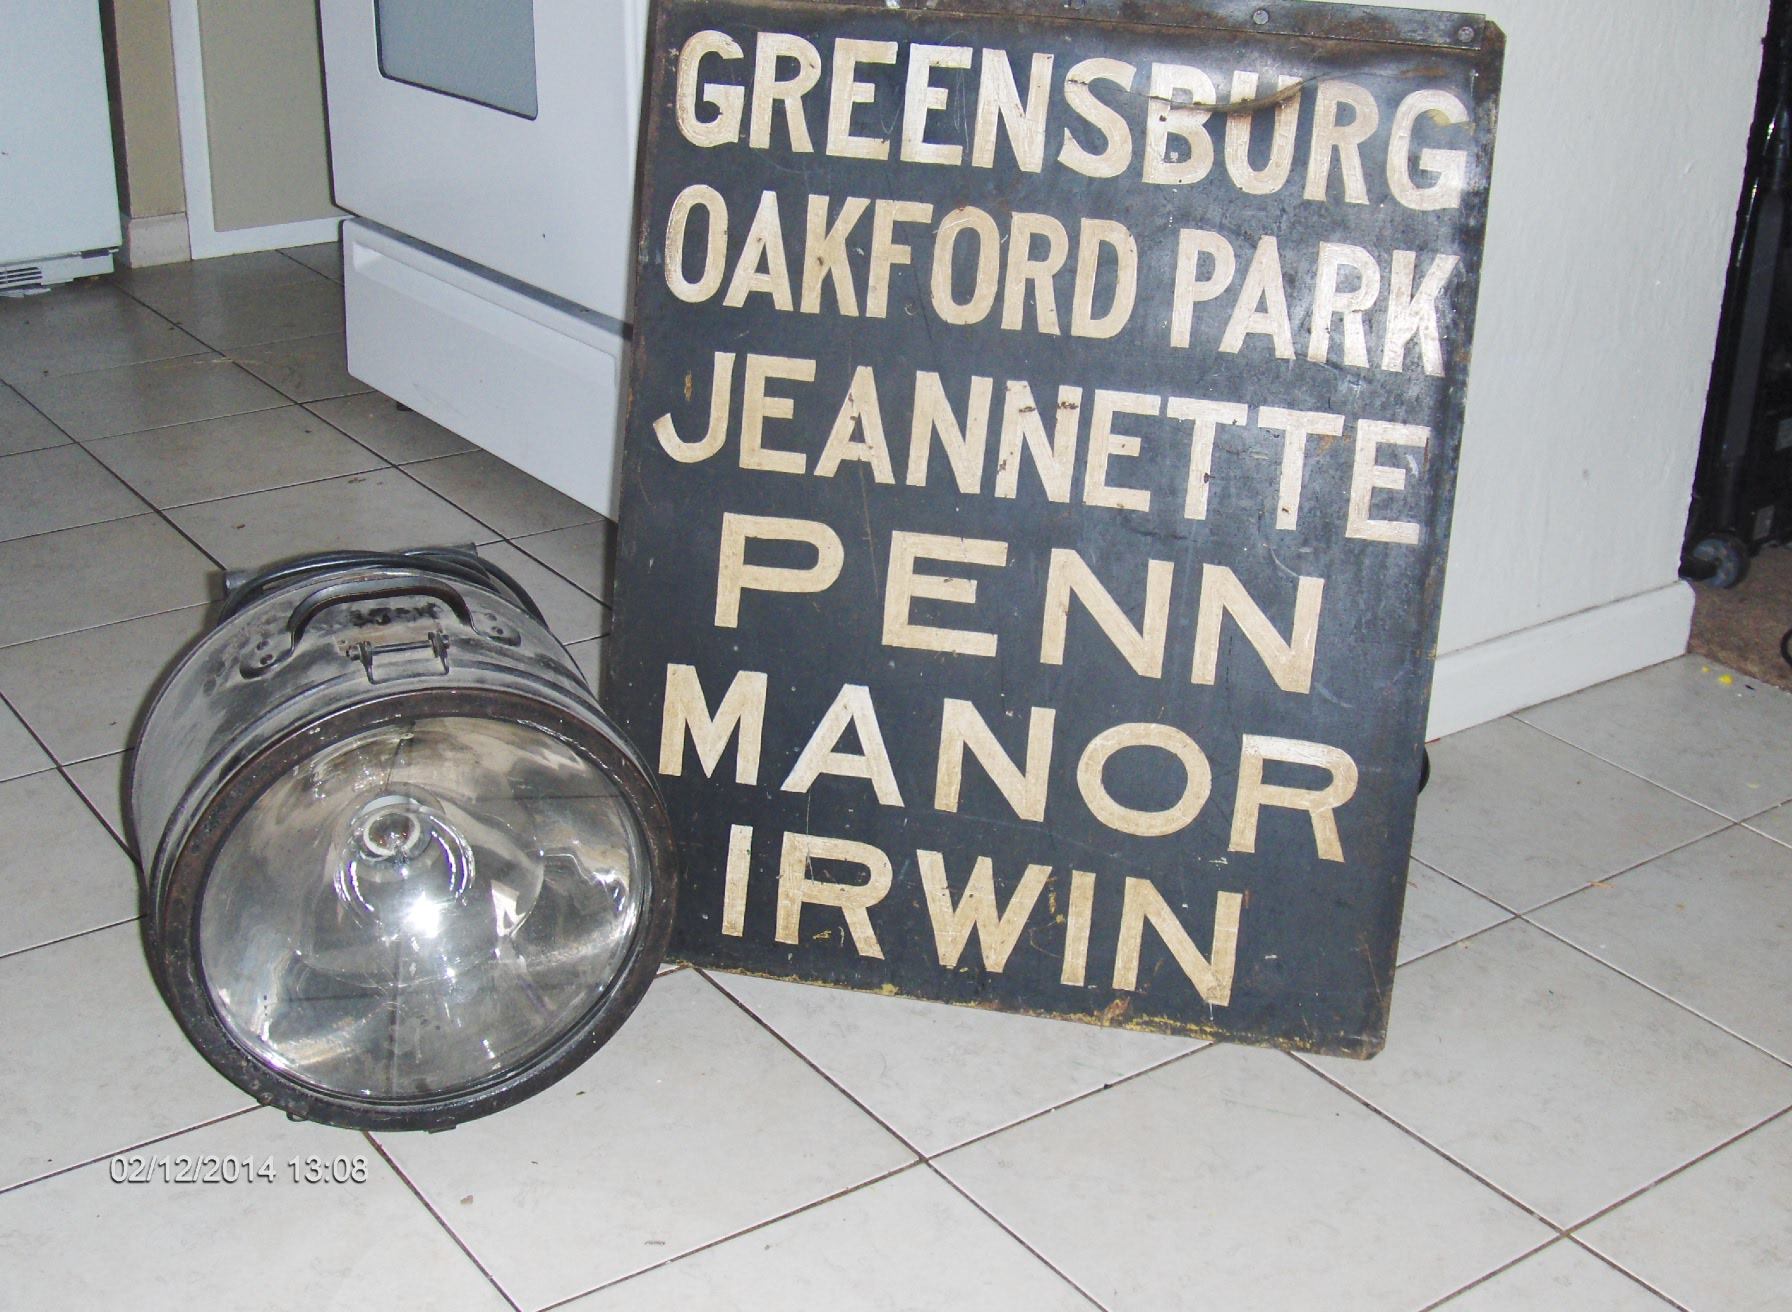 GREENSBURG
OAKFORD PARK
JEANNETTE
PENN
MANOR
IRWIN
02/12/2014 13:08